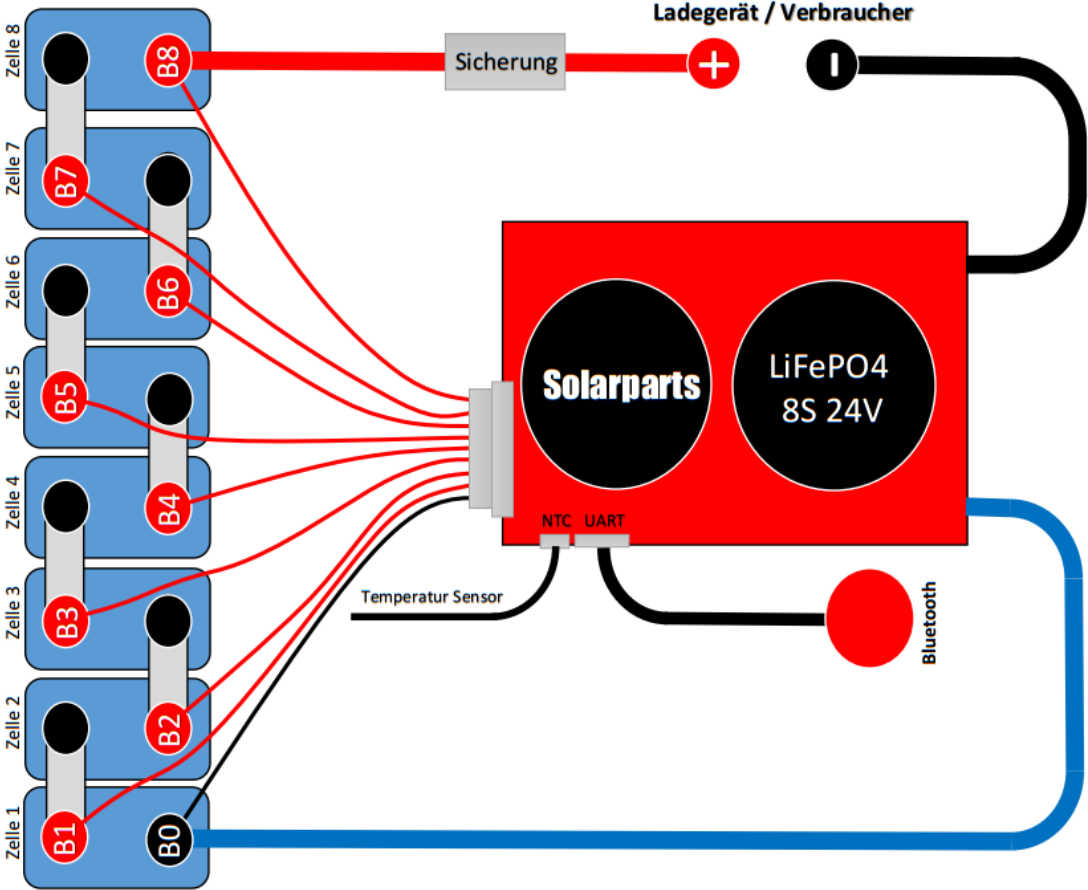 Ladegerät / Verbraucher
Zelle 8
B8
Sicherung
+
-
Zelle 7
B7
Zelle 6
B6
Zelle 5
B5
Solarparts
LiFePO4
8S 24V
Zelle 4
B4
NTC UART
Zelle 3
B3
Temperatur Sensor
Bluetooth
Zelle 2
B2
Zelle 1
B1
B0